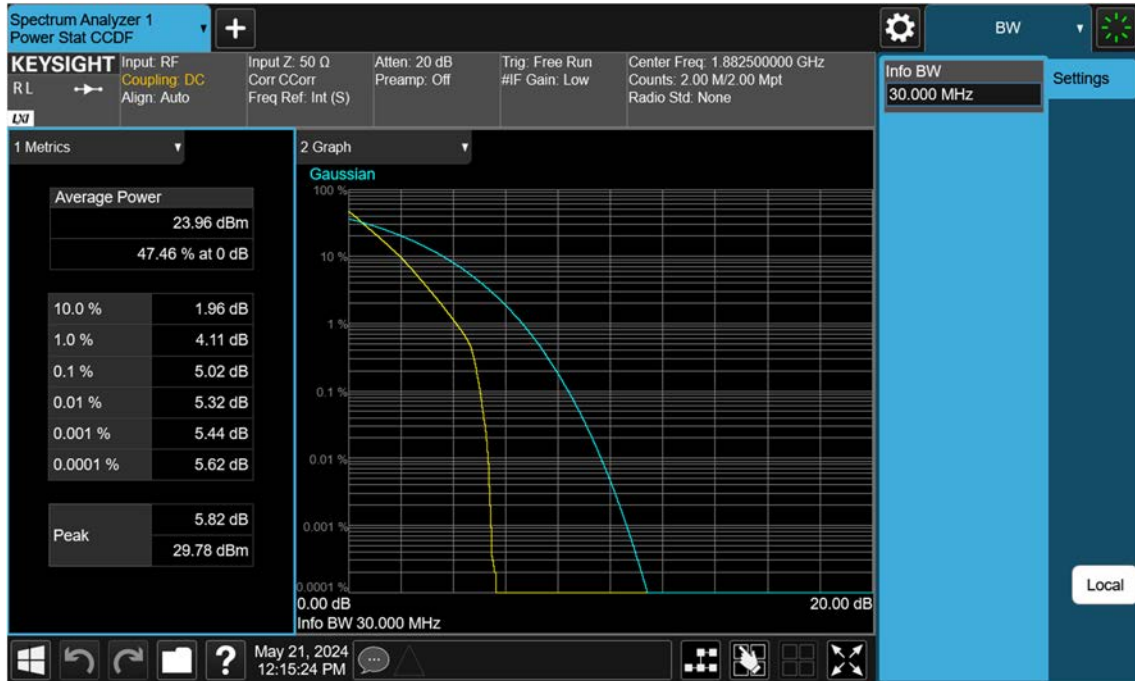 Spectrum Analyzer 1
Power Stat CCDF
+
BW
KEYSIGHT
RL
LXI
Input: RF
Coupling: DC
Align: Auto
Input Z: 50 Ω
Corr CCorr
Freq Ref: Int (S)
Atten: 20 dB
Preamp: Off
Trig: Free Run
#IF Gain: Low
Center Freq: 1.882500000 GHz
Counts: 2.00 M/2.00 Mpt
Radio Std: None
Info BW
30.000 MHz
Settings
1 Metrics
Average Power
23.96 dBm
47.46 % at 0 dB
10.0 % 1.96 dB
1.0 % 4.11 dB
0.1 % 5.02 dB
0.01 % 5.32 dB
0.001 % 5.44 dB
0.0001 % 5.62 dB
Peak
5.82 dB
29.78 dBm
2 Graph
Gaussian
100 %
10 %
1 %
0.1 %
0.01 %
0.001 %
0.0001 %
0.00 dB 20.00 dB
Info BW 30.000 MHz
Local
?
May 21, 2024
12:15:24 PM